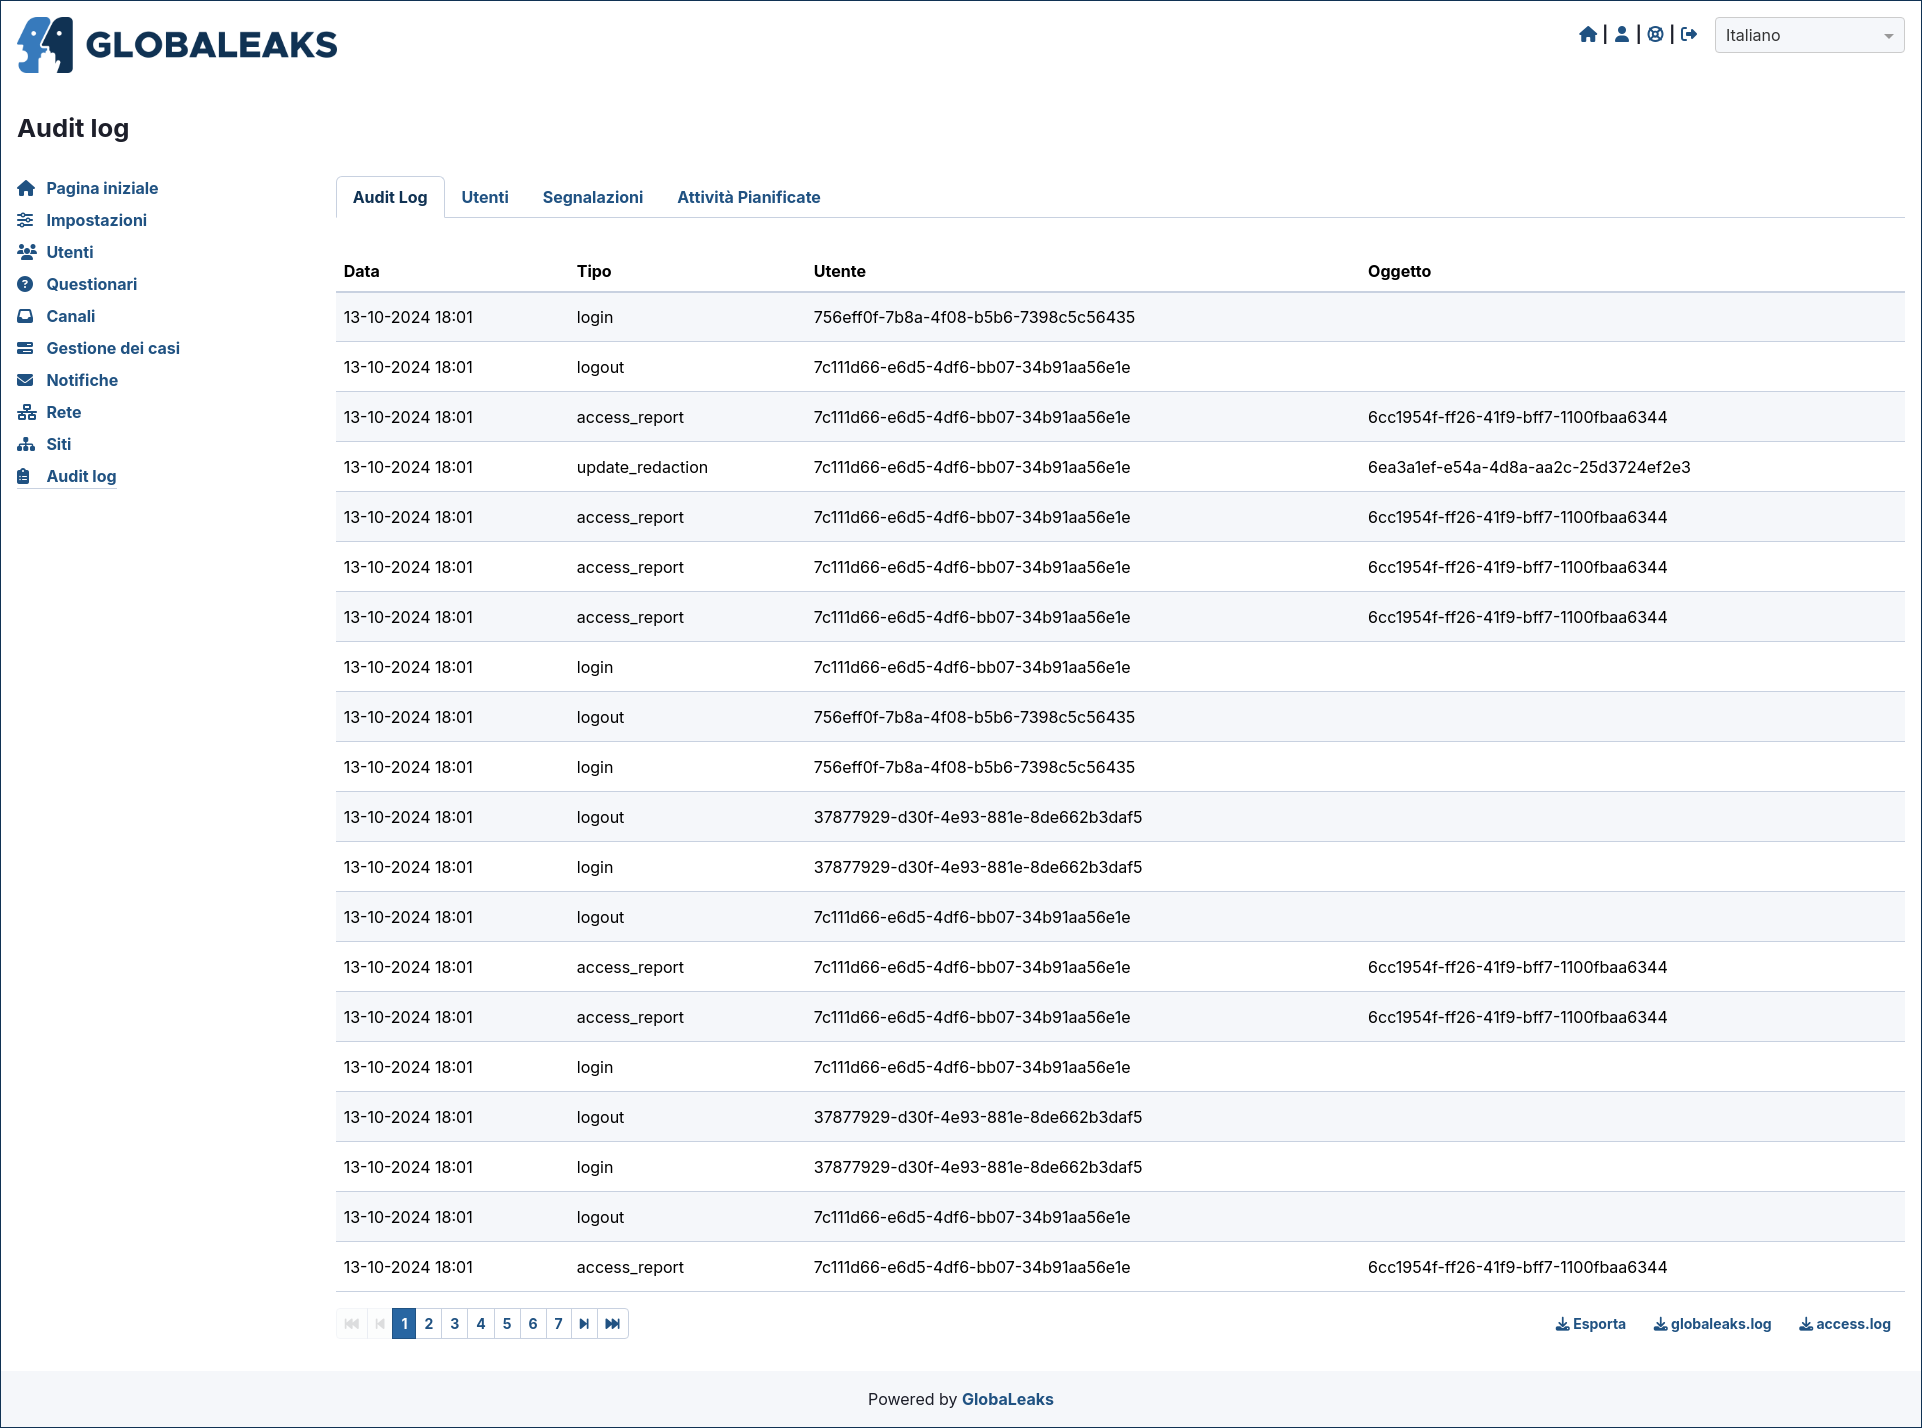 GLOBALEAKS
Italiano
Audit log
Pagina iniziale
Impostazioni
Utenti
Questionari
Canali
Gestione dei casi
Notifiche
Rete
Siti
Audit log
Audit Log Utenti Segnalazioni Attività Pianificate
Data Tipo Utente Oggetto
13-10-2024 18:01 login 756eff0f-7b8a-4f08-b5b6-7398c5c56435
13-10-2024 18:01 logout 7c111d66-e6d5-4df6-bb07-34b91aa56e1e
13-10-2024 18:01 access_report 7c111d66-e6d5-4df6-bb07-34b91aa56e1e 6cc1954f-ff26-41f9-bff7-1100fbaa6344
13-10-2024 18:01 update_redaction 7c111d66-e6d5-4df6-bb07-34b91aa56e1e 6ea3a1ef-e54a-4d8a-aa2c-25d3724ef2e3
13-10-2024 18:01 access_report 7c111d66-e6d5-4df6-bb07-34b91aa56e1e 6cc1954f-ff26-41f9-bff7-1100fbaa6344
13-10-2024 18:01 access_report 7c111d66-e6d5-4df6-bb07-34b91aa56e1e 6cc1954f-ff26-41f9-bff7-1100fbaa6344
13-10-2024 18:01 access_report 7c111d66-e6d5-4df6-bb07-34b91aa56e1e 6cc1954f-ff26-41f9-bff7-1100fbaa6344
13-10-2024 18:01 login 7c111d66-e6d5-4df6-bb07-34b91aa56e1e
13-10-2024 18:01 logout 756eff0f-7b8a-4f08-b5b6-7398c5c56435
13-10-2024 18:01 login 756eff0f-7b8a-4f08-b5b6-7398c5c56435
13-10-2024 18:01 logout 37877929-d30f-4e93-881e-8de662b3daf5
13-10-2024 18:01 login 37877929-d30f-4e93-881e-8de662b3daf5
13-10-2024 18:01 logout 7c111d66-e6d5-4df6-bb07-34b91aa56e1e
13-10-2024 18:01 access_report 7c111d66-e6d5-4df6-bb07-34b91aa56e1e 6cc1954f-ff26-41f9-bff7-1100fbaa6344
13-10-2024 18:01 access_report 7c111d66-e6d5-4df6-bb07-34b91aa56e1e 6cc1954f-ff26-41f9-bff7-1100fbaa6344
13-10-2024 18:01 login 7c111d66-e6d5-4df6-bb07-34b91aa56e1e
13-10-2024 18:01 logout 37877929-d30f-4e93-881e-8de662b3daf5
13-10-2024 18:01 login 37877929-d30f-4e93-881e-8de662b3daf5
13-10-2024 18:01 logout 7c111d66-e6d5-4df6-bb07-34b91aa56e1e
13-10-2024 18:01 access_report 7c111d66-e6d5-4df6-bb07-34b91aa56e1e 6cc1954f-ff26-41f9-bff7-1100fbaa6344
1 2 3 4 5 6 7
Esporta globaleaks.log access.log
Powered by GlobaLeaks